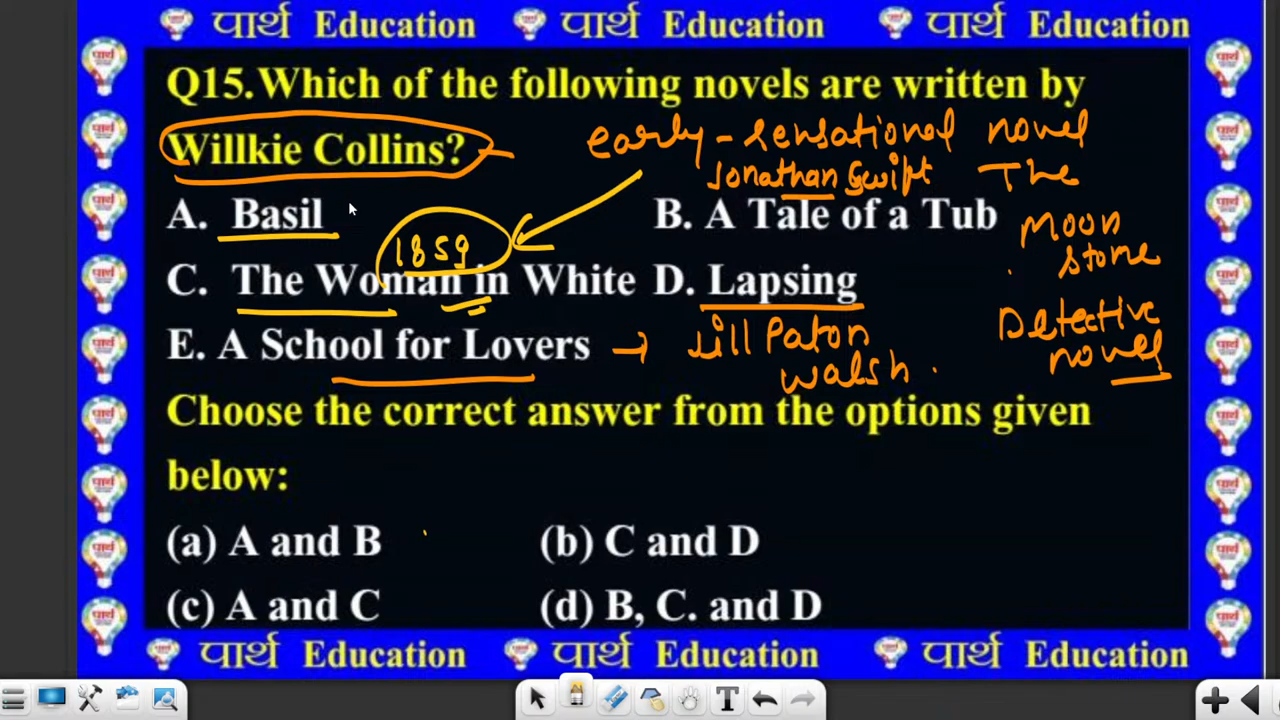 पार्थ Education पार्थ Education पार्थ Education
Q15.Which of the following novels are written by
Willkie Collins?
early-sensational novel
Jonathan Swift The
Moon
stone
A. Basil B. A Tale of a Tub
1859
C. The Woman in White D. Lapsing
Detective
novel
E. A School for Lovers → Jill Paton
Walsh.
Choose the correct answer from the options given
below:
(a) A and B (b) C and D
(c) A and C (d) B, C. and D
पार्थ Education पार्थ Education पार्थ Education